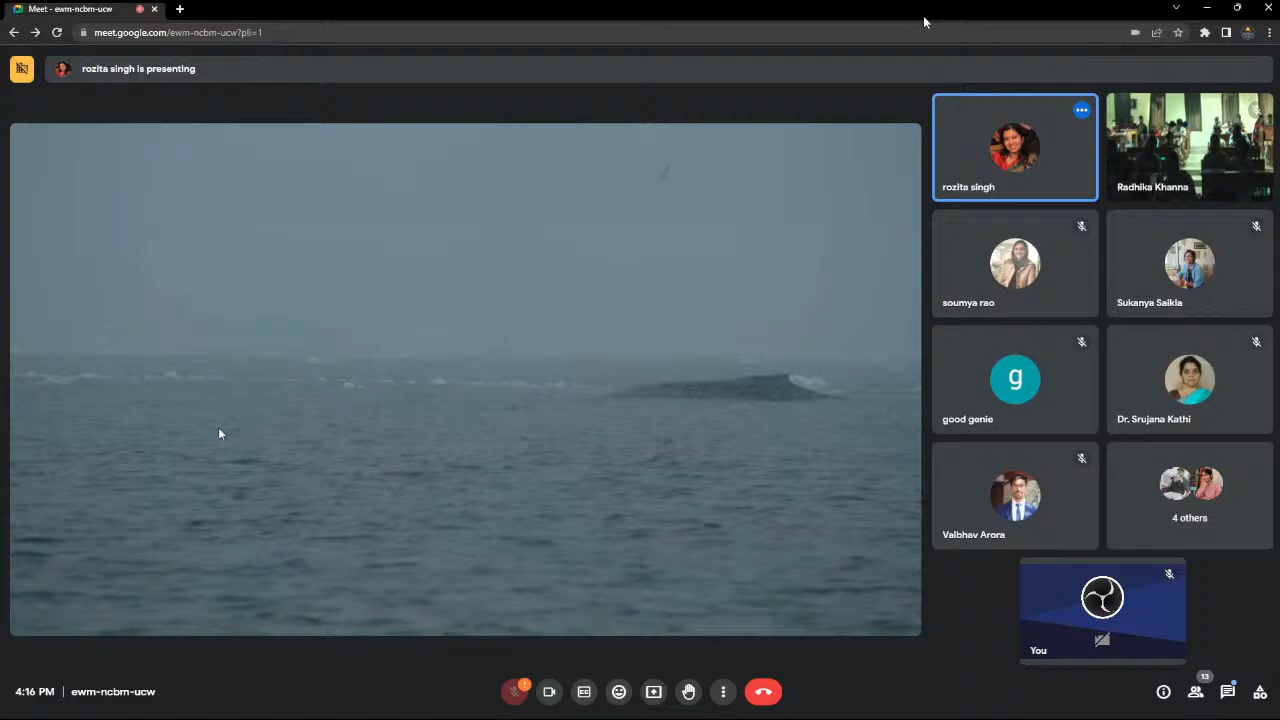 Meet - ewm-ncbm-ucw
meet.google.com/ewm-ncbm-ucw?pli=1
rozita singh is presenting
rozita singh
Radhika Khanna
soumya rao
Sukanya Saikia
g
good genie
Dr. Srujana Kathi
Vaibhav Arora
4 others
You
4:16 PM | ewm-ncbm-ucw
13